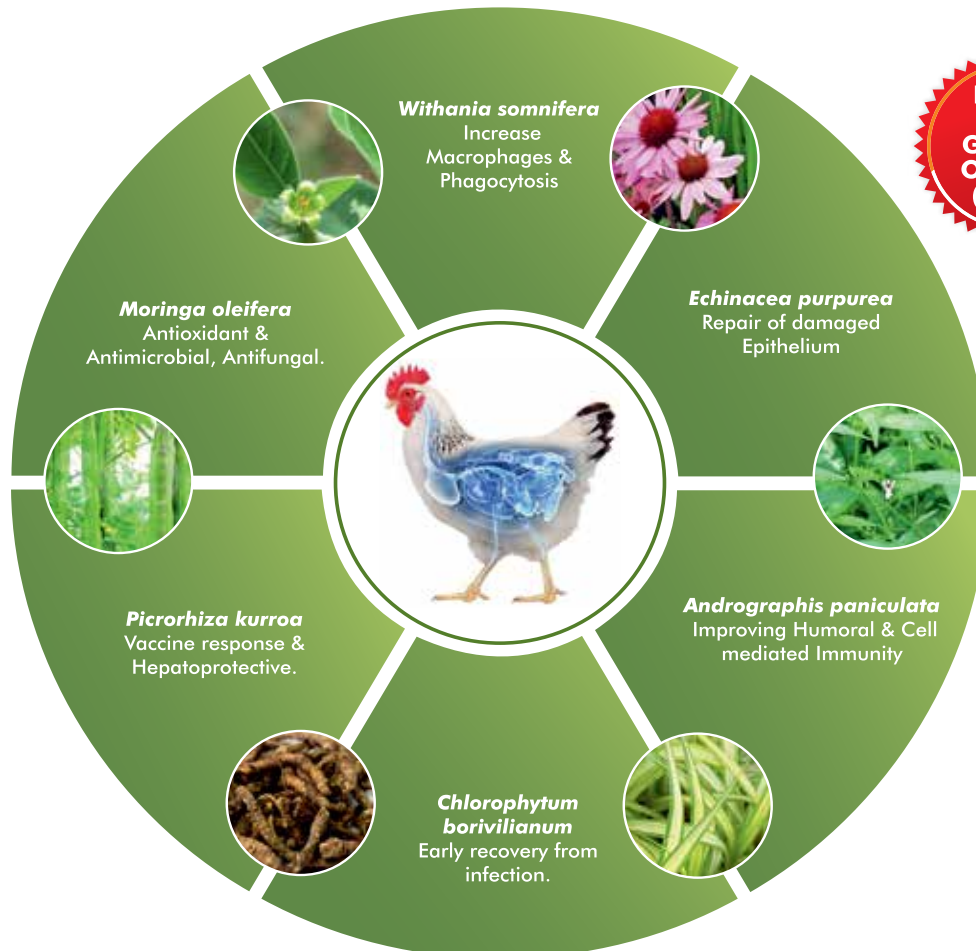 Withania somnifera
Increase
Macrophages &
Phagocytosis
Echinacea purpurea
Repair of damaged
Epithelium
Andrographis paniculata
Improving Humoral & Cell
mediated Immunity
Chlorophytum
borivilianum
Early recovery from
infection.
Picrorhiza kurroa
Vaccine response &
Hepatoprotective.
Moringa oleifera
Antioxidant &
Antimicrobial, Antifungal.